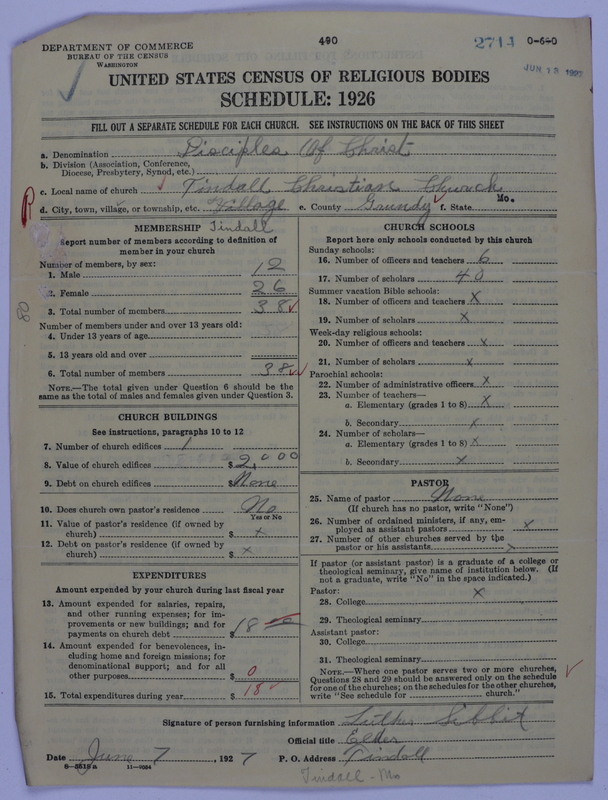 490
2714
0-650
DEPARTMENT OF COMMERCE
BUREAU OF THE CENSUS
WASHINGTON
JUN 13 1927
UNITED STATES CENSUS OF RELIGIOUS BODIES
SCHEDULE: 1926
FILL OUT A SEPARATE SCHEDULE FOR EACH CHURCH. SEE INSTRUCTIONS ON THE BACK OF THIS SHEET
a. Denomination Disciples Of Christ
b. Division (Association, Conference,
Diocese, Presbytery, Synod, etc.)
c. Local name of church Tindall Christian Church
d. City, town, village, or township, etc. Village e. County Grundy f. State Mo.
MEMBERSHIP Tindall
Report number of members according to definition of
member in your church
Number of members, by sex:
1. Male 12
2. Female 26
3. Total number of members 38
Number of members under and over 13 years old:
4. Under 13 years of age
5. 13 years old and over
6. Total number of members 38
NOTE.—The total given under Question 6 should be
same as the total of males and females given under Question 3.
CHURCH BUILDINGS
See instructions, paragraphs 10 to 12
7. Number of church edifices 1
8. Value of church edifices $2,000
9. Debt on church edifices $None
10. Does church own pastor's residence? No
Yes or No
11. Value of pastor's residence (if owned by
church) $ x
12. Debt on pastor's residence (if owned by
church) $ x
EXPENDITURES
Amount expended by your church during last fiscal year
13. Amount expended for salaries, repairs,
and other running expenses; for im-
provements or new buildings; and for
payments on church debt $ 18 00
14. Amount expended for benevolences, in-
cluding home and foreign missions; for
denominational support; and for all
other purposes $ 0
15. Total expenditures during year $ 18
CHURCH SCHOOLS
Report here only schools conducted by this church
Sunday schools:
16. Number of officers and teachers 6
17. Number of scholars 40
Summer vacation Bible schools:
18. Number of officers and teachers x
19. Number of scholars x
Week-day religious schools:
20. Number of officers and teachers x
21. Number of scholars x
Parochial schools:
22. Number of administrative officers x
23. Number of teachers—
a. Elementary (grades 1 to 8) x
b. Secondary x
24. Number of scholars—
a. Elementary (grades 1 to 8) x
b. Secondary x
PASTOR
25. Name of pastor None
(If church has no pastor, write "None")
26. Number of ordained ministers, if any, em-
ployed as assistant pastors x
27. Number of other churches served by the
pastor or his assistants x
If pastor (or assistant pastor) is a graduate of a college or
theological seminary, give name of institution below. (If
not a graduate, write "No" in the space indicated.)
Pastor:
28. College x
29. Theological seminary
Assistant pastor:
30. College
31. Theological seminary
NOTE.—Where one pastor serves two or more churches,
Questions 28 and 29 should be answered only on the schedule
for one of the churches; on the schedules for the other churches,
write "See schedule for church."
Signature of person furnishing information Luther Sibbit
Official title Elder
Date June 7, 1927 P. O. Address Tindall
11-9034
Tindall - Mo